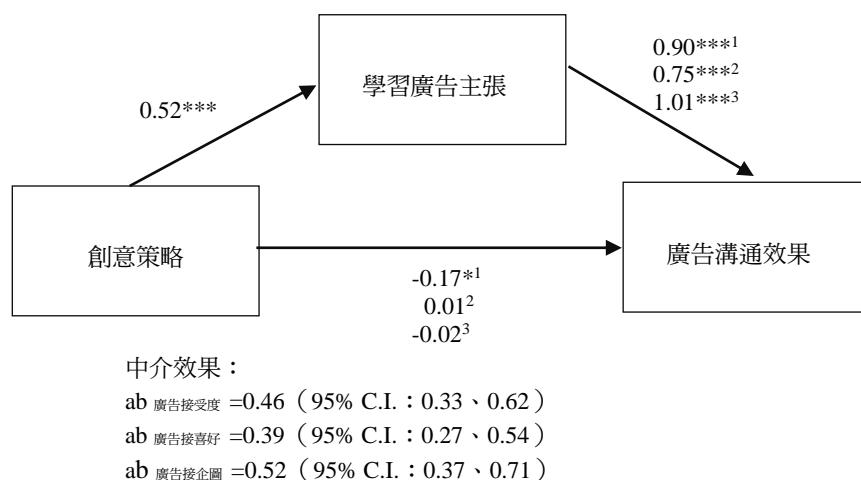 0.90***1
0.75***2
1.01***3
學習廣告主張
0.52***
創意策略
廣告溝通效果
-0.17*1
0.012
-0.023
中介效果：
ab 廣告接受度 =0.46（95% C.I.：0.33、0.62）
ab 廣告接喜好 =0.39（95% C.I.：0.27、0.54）
ab 廣告接企圖 =0.52（95% C.I.：0.37、0.71）